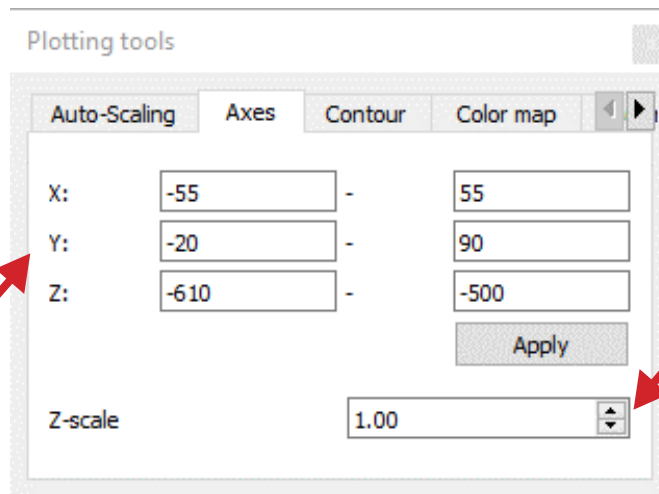 Plotting tools
Auto-Scaling Axes Contour Color map
X: -55 - 55
Y: -20 - 90
Z: -610 - -500
Apply
Z-scale 1.00